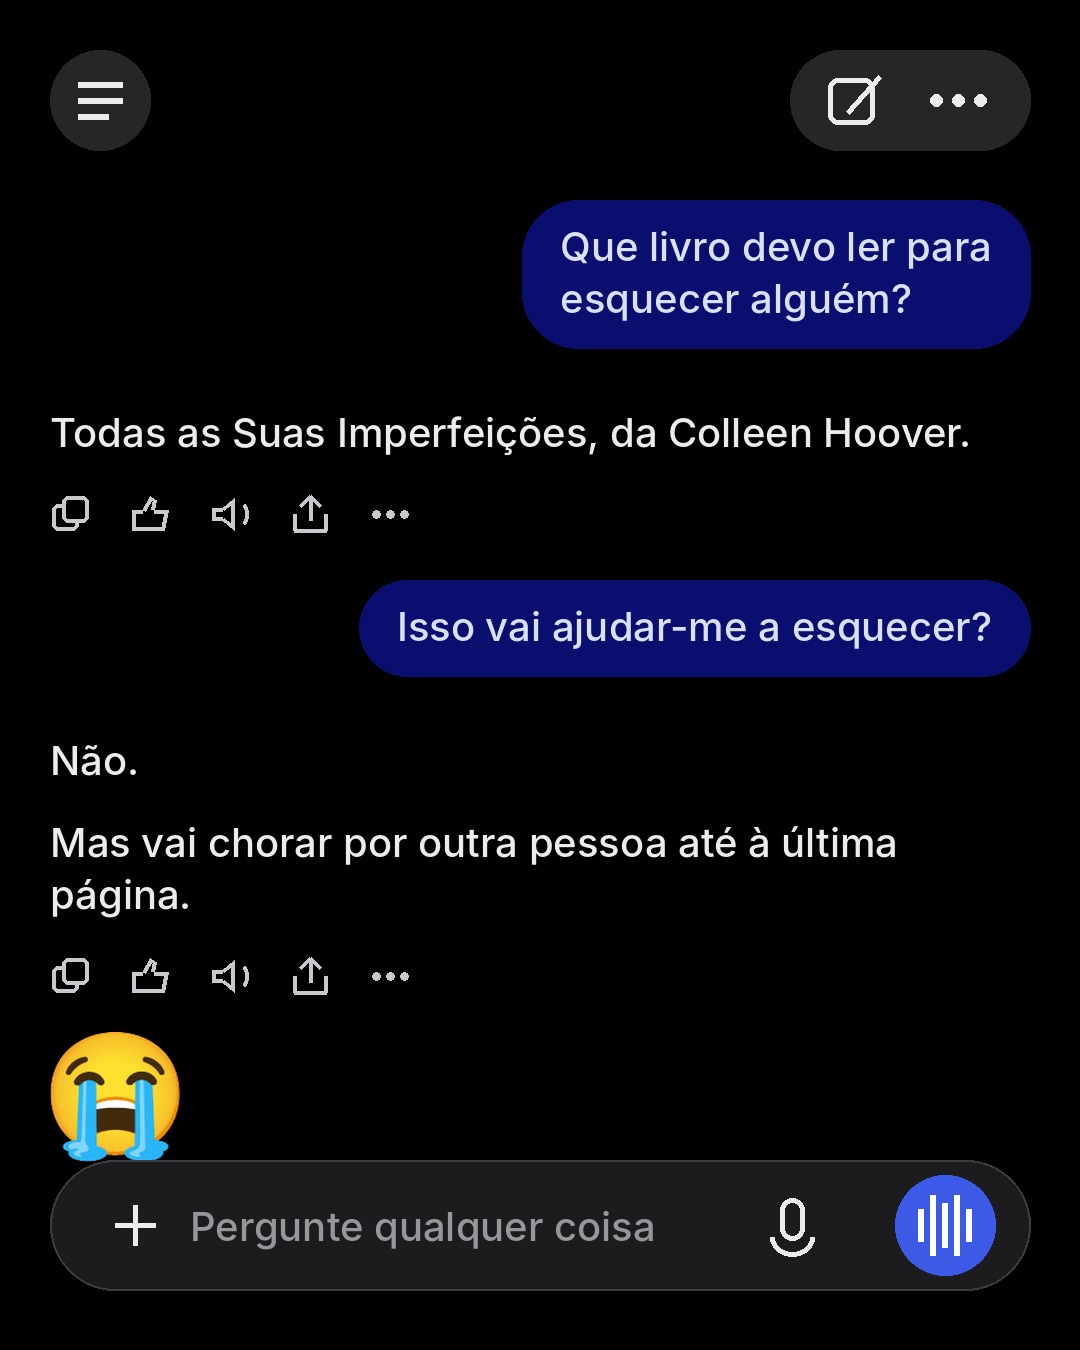 Que livro devo ler para
esquecer alguém?
Todas as Suas Imperfeições, da Colleen Hoover.
Isso vai ajudar-me a esquecer?
Não.
Mas vai chorar por outra pessoa até à última
página.
Pergunte qualquer coisa